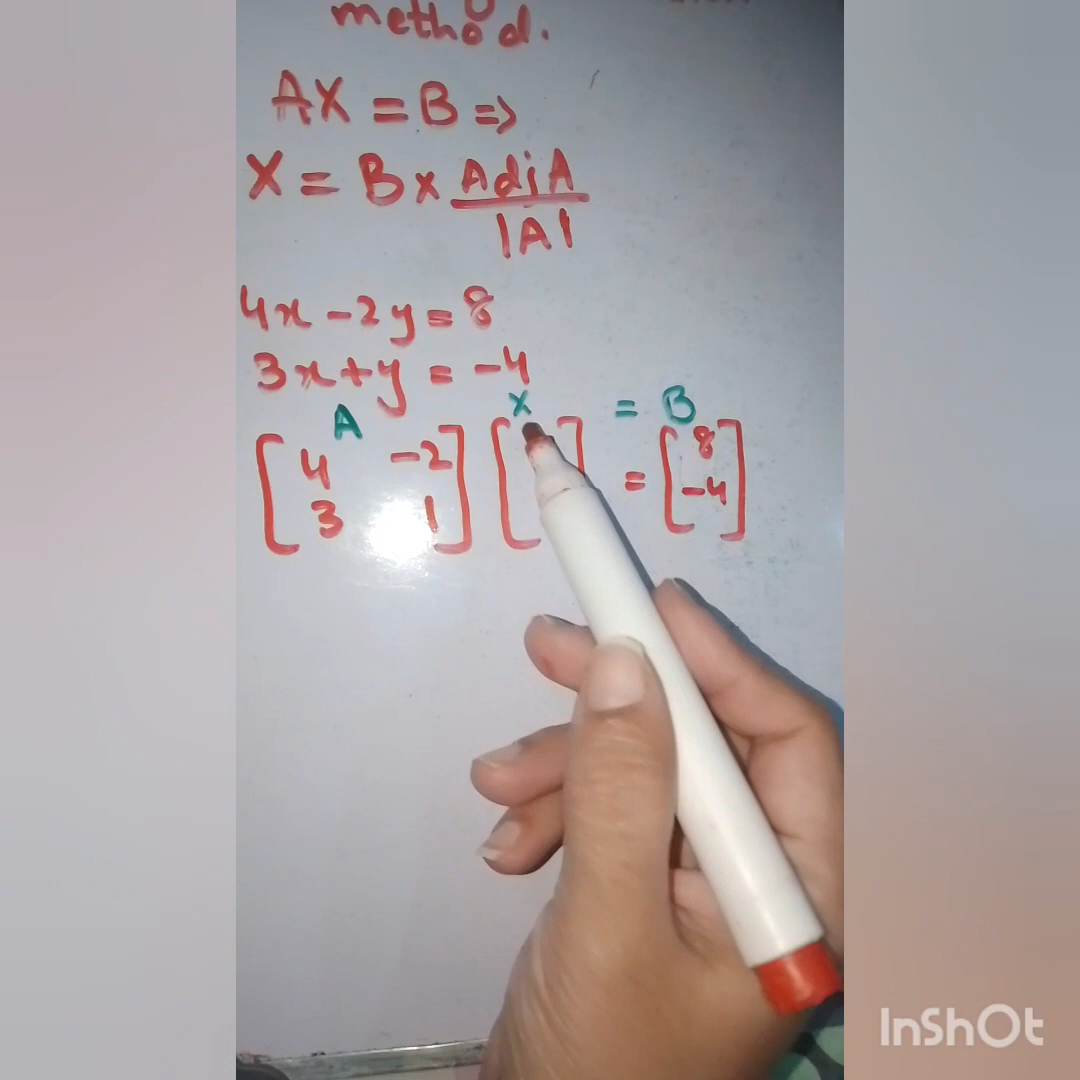 method.
AX = B =>
X = B x AdjA
|A|
4x - 2y = 8
3x + y = -4
A X = B
[4 -2] [ ] = [8]
[3 1] [ ] [-4]
InShOt